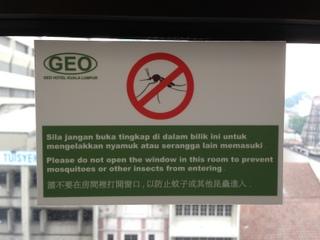 GEO
GEO HOTEL KUALA LUMPUR
Sila jangan buka tingkap di dalam bilik ini untuk
mengelakkan nyamuk atau serangga lain memasuki
Please do not open the window in this room to prevent
mosquitoes or other insects from entering.
請不要在房間裡打開窗口,以防止蚊子或其他昆蟲進入.
TUISYEN